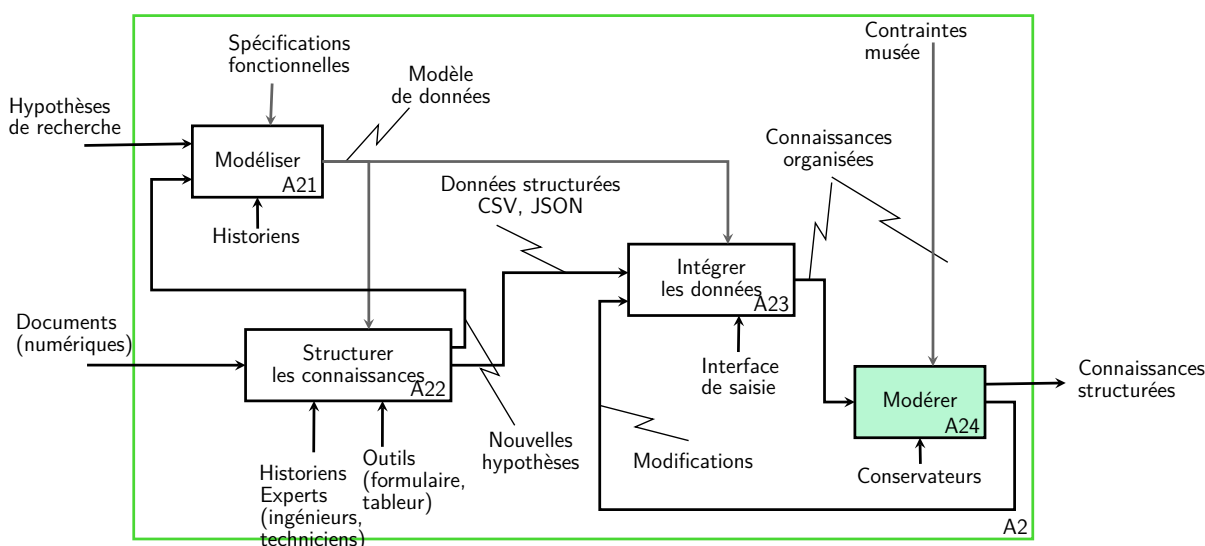 Contraintes
musée
Spécifications
fonctionnelles
Modèle
de données
Hypothèses
de recherche
Modéliser
A21
Connaissances
organisées
Données structurées
CSV, JSON
Historiens
Intégrer
les données
A23
Documents
(numériques)
Structurer
les connaissances
A22
Interface
de saisie
Connaissances
structurées
Modérer
A24
Nouvelles
hypothèses
Modifications
Conservateurs
Historiens
Experts
(ingénieurs,
techniciens)
Outils
(formulaire,
tableur)
A2